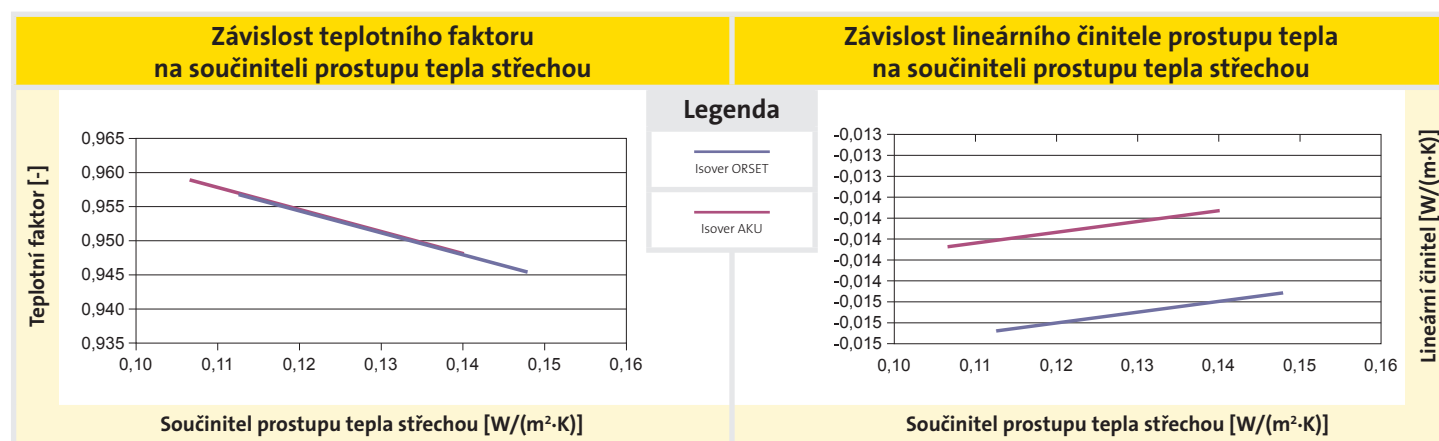 Závislost teplotního faktoru
na součiniteli prostupu tepla střechou
Teplotní faktor [-]
0,965
0,960
0,955
0,950
0,945
0,940
0,935
0,10 0,11 0,12 0,13 0,14 0,15 0,16
Součinitel prostupu tepla střechou [W/(m²·K)]
Legenda
Isover ORSET
Isover AKU
Závislost lineárního činitele prostupu tepla
na součiniteli prostupu tepla střechou
-0,013
-0,013
-0,013
-0,014
-0,014
-0,014
-0,014
-0,014
-0,015
-0,015
-0,015
0,10 0,11 0,12 0,13 0,14 0,15 0,16
Lineární činitel [W/(m·K)]
Součinitel prostupu tepla střechou [W/(m²·K)]